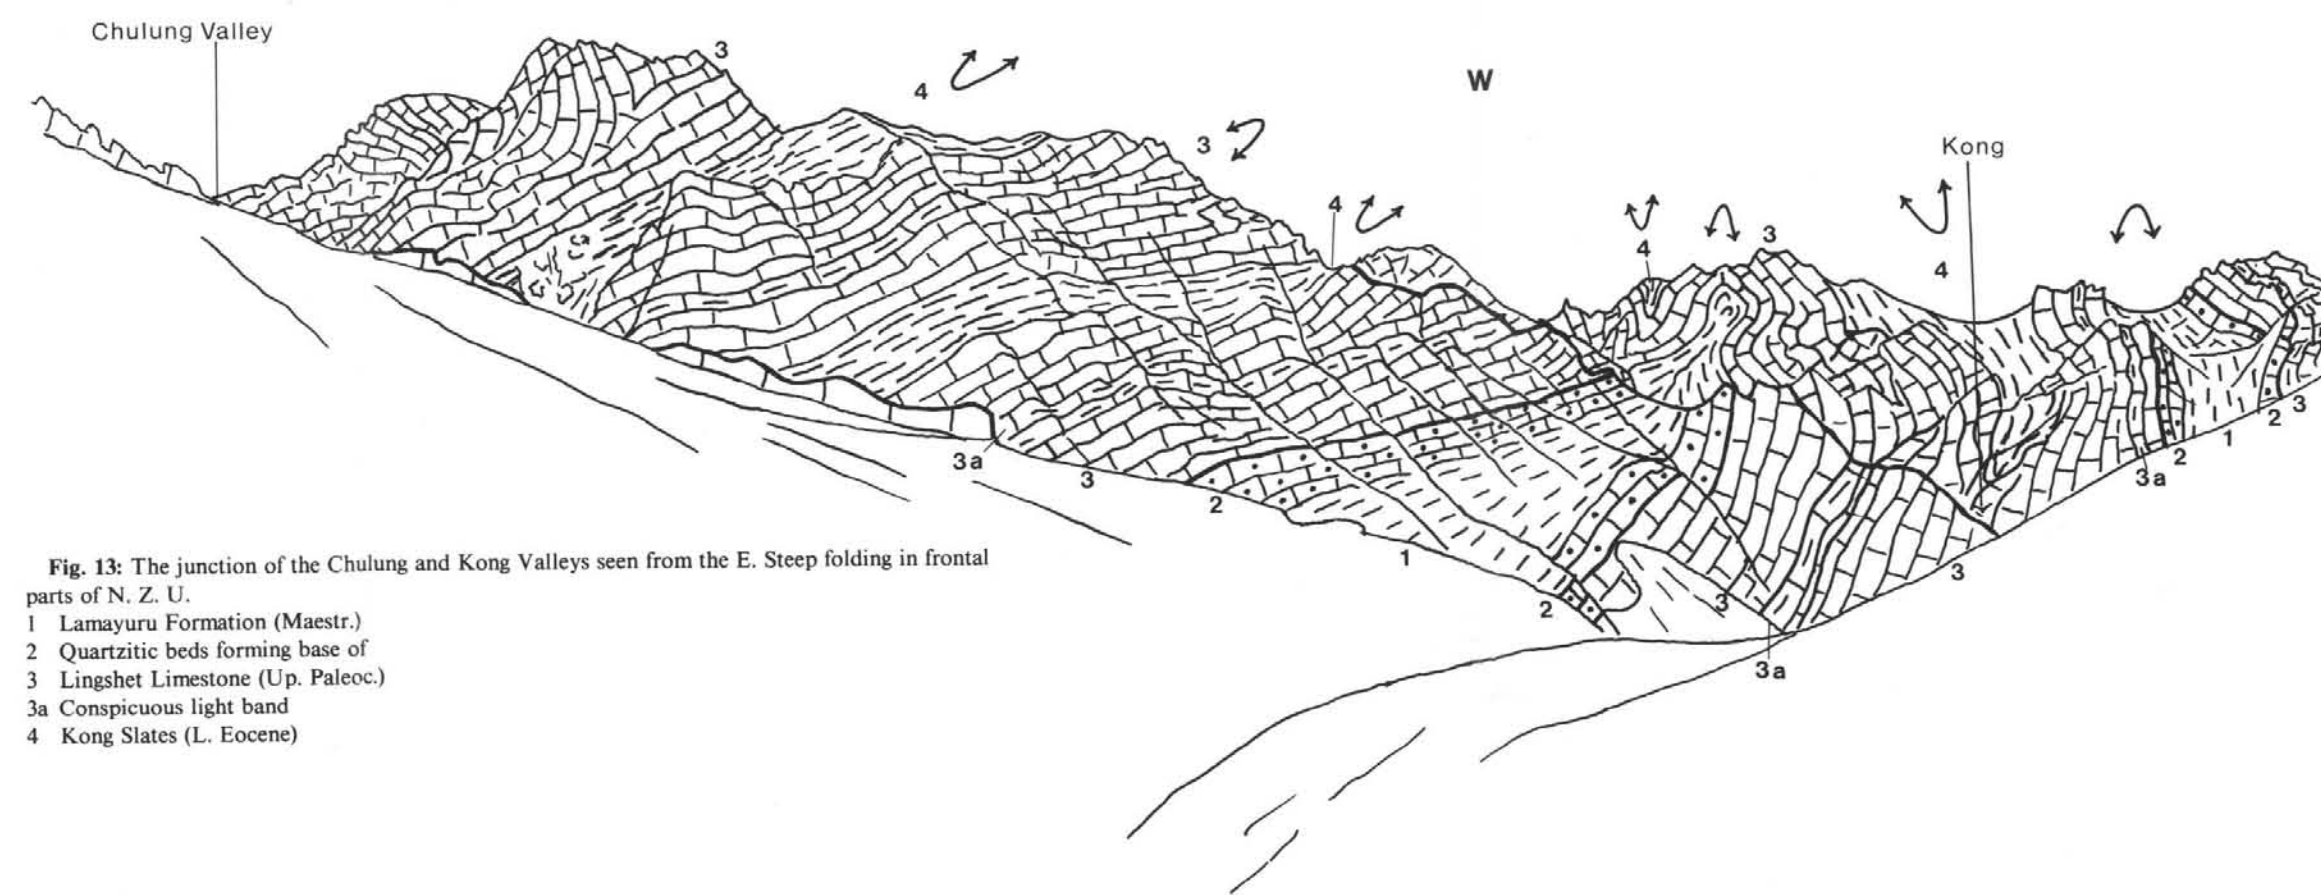 Chulung Valley
3
4
W
3
Kong
4
4
3
4
3a
3
2
1
2
3
3a
3
3a
2
1
2
3
Fig. 13: The junction of the Chulung and Kong Valleys seen from the E. Steep folding in frontal
parts of N. Z. U.
1 Lamayuru Formation (Maestr.)
2 Quartzitic beds forming base of
3 Lingshet Limestone (Up. Paleoc.)
3a Conspicuous light band
4 Kong Slates (L. Eocene)